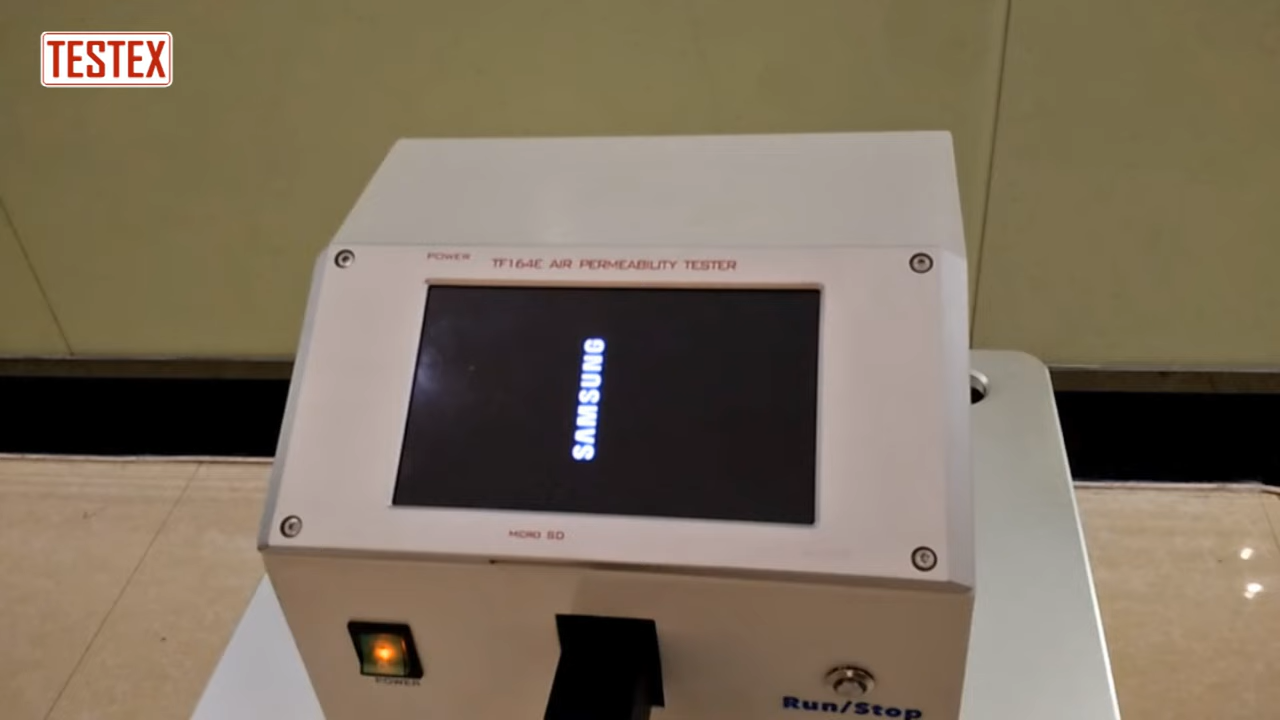 TESTEX
POWER
TF164E AIR PERMEABILITY TESTER
SAMSUNG
MICRO SD
POWER
Run/Stop